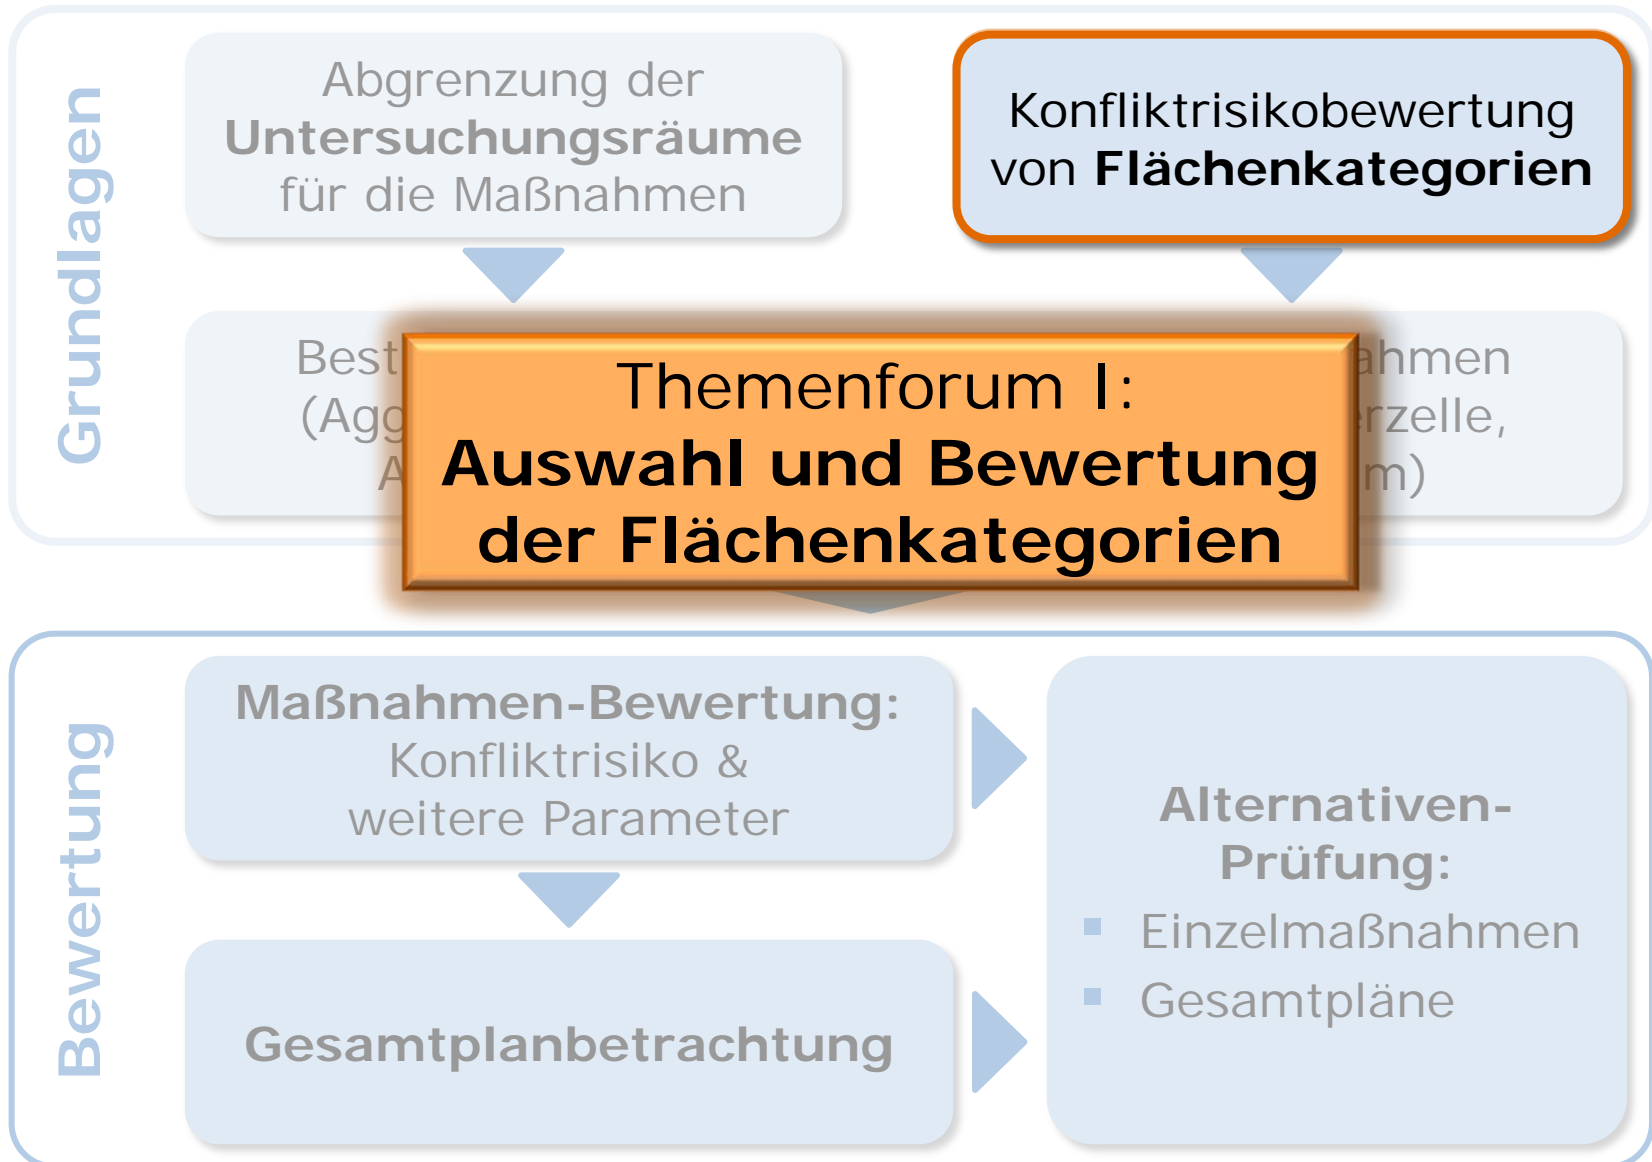 Grundlagen
Abgrenzung der
Untersuchungsräume
für die Maßnahmen
Konfliktrisikobewertung
von Flächenkategorien
Themenforum I:
Auswahl und Bewertung
der Flächenkategorien
Bewertung
Maßnahmen-Bewertung:
Konfliktrisiko &
weitere Parameter
Gesamtplanbetrachtung
Alternativen-
Prüfung:
▪ Einzelmaßnahmen
▪ Gesamtpläne